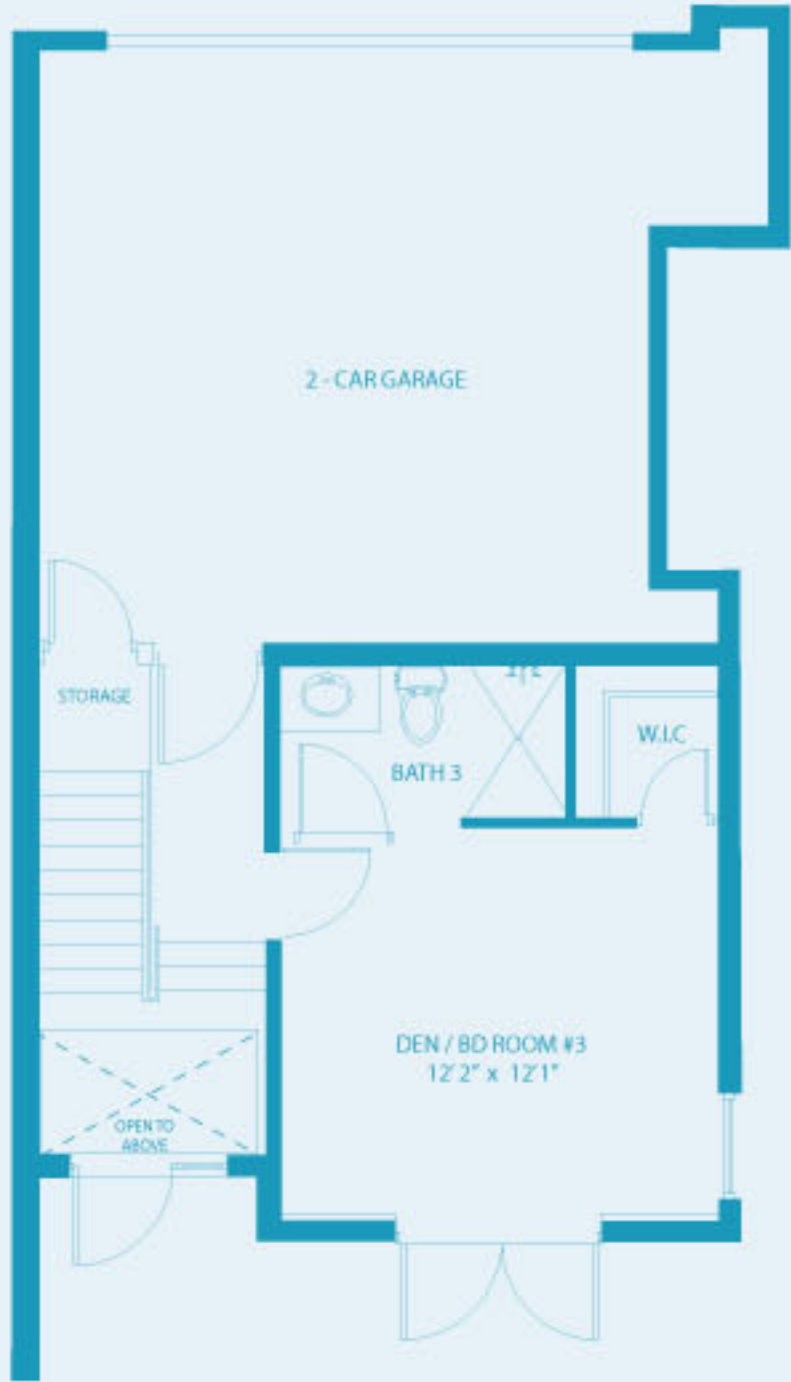 2 - CAR GARAGE
STORAGE
W.I.C
BATH 3
DEN / BD ROOM #3
12'2" x 12'1"
OPEN TO
ABOVE